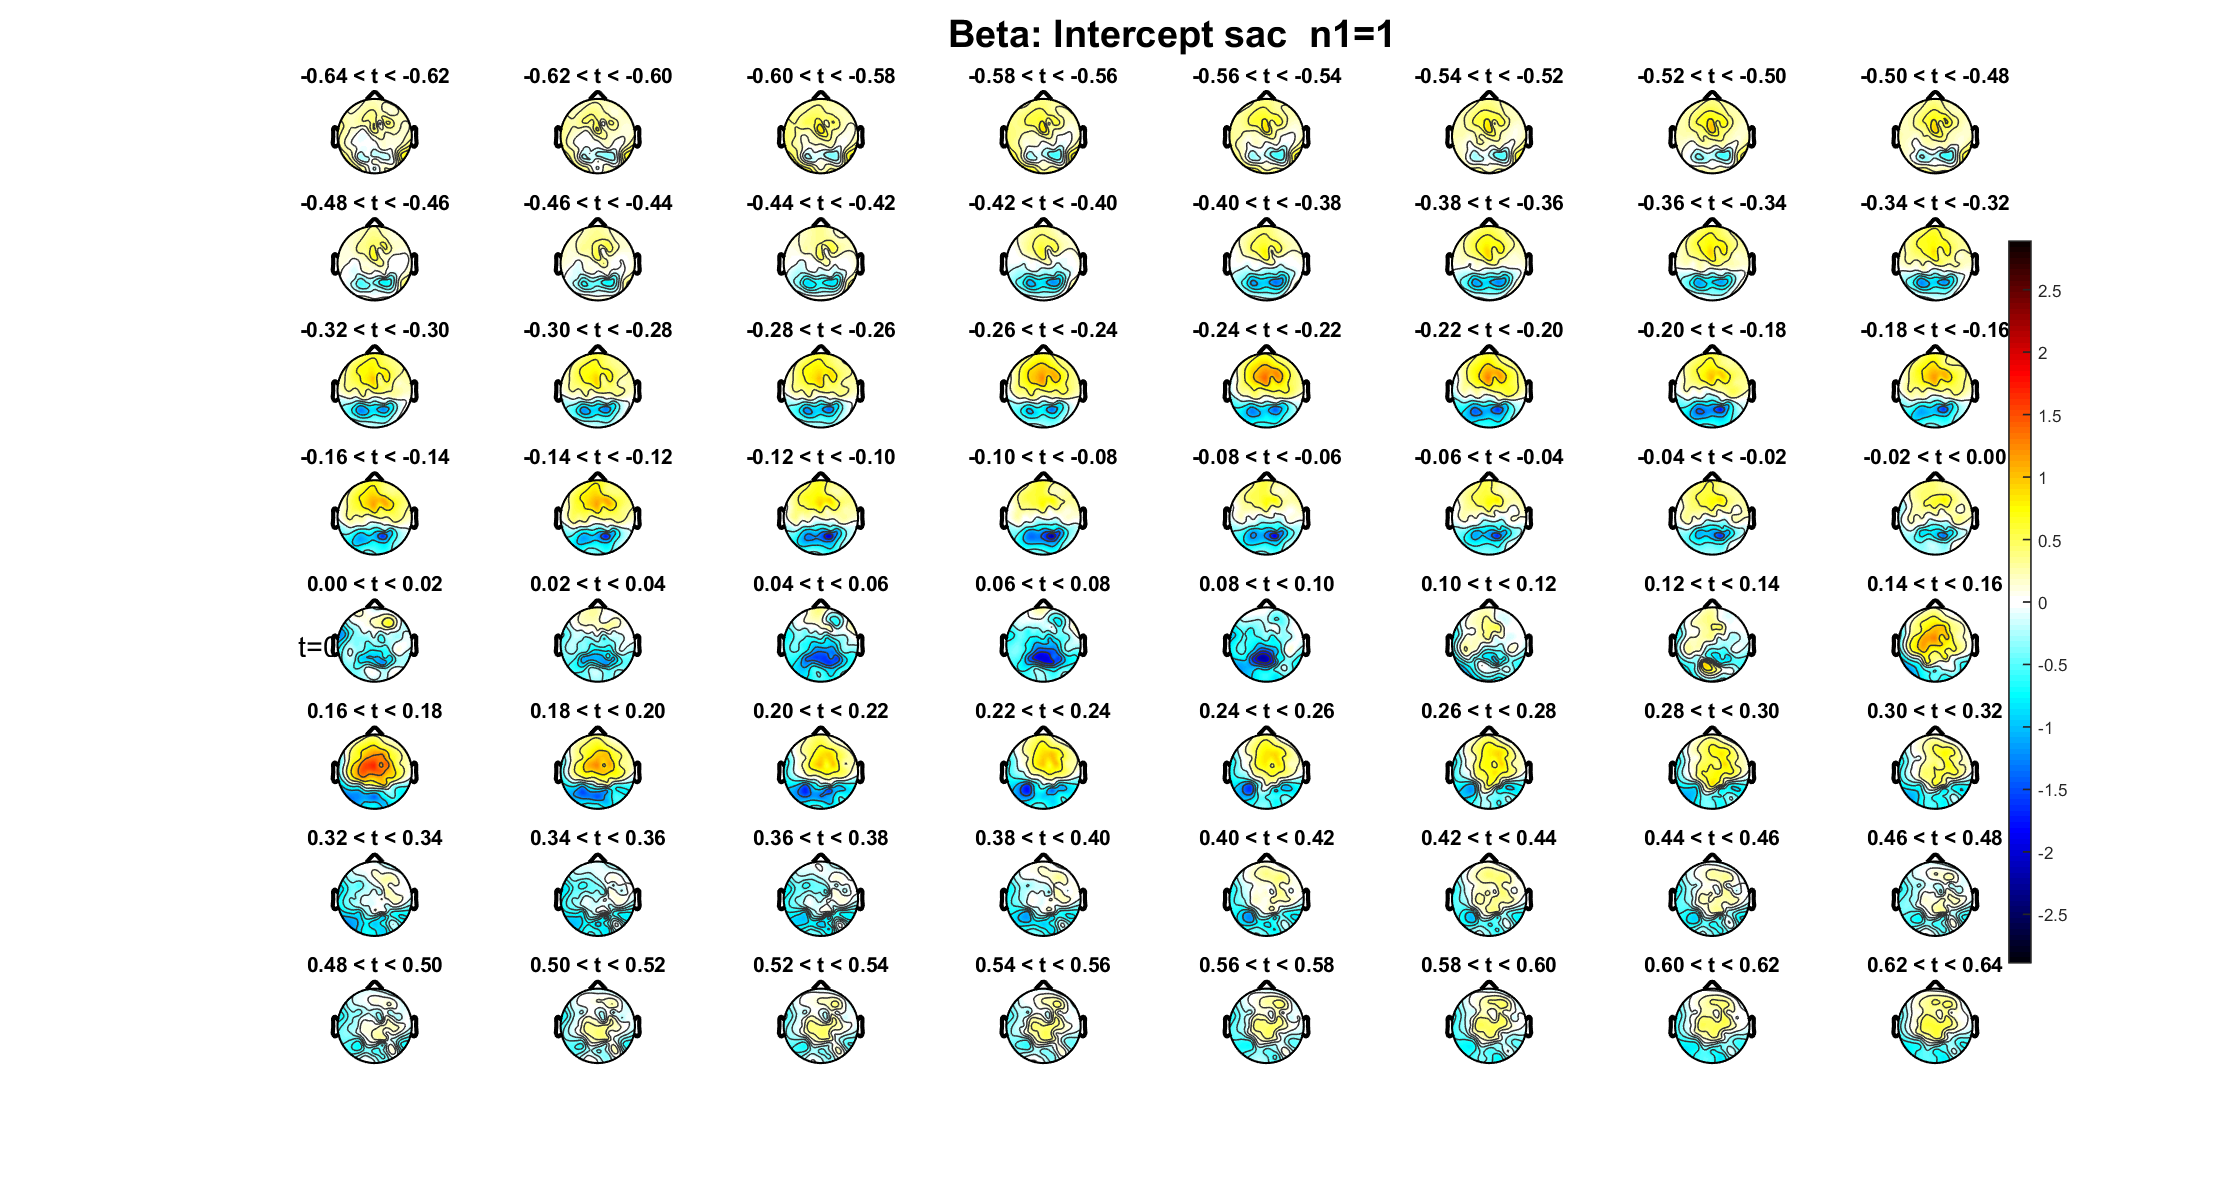 Beta: Intercept sac  n1=1
-0.64 < t < -0.62 -0.62 < t < -0.60 -0.60 < t < -0.58 -0.58 < t < -0.56 -0.56 < t < -0.54 -0.54 < t < -0.52 -0.52 < t < -0.50 -0.50 < t < -0.48
-0.48 < t < -0.46 -0.46 < t < -0.44 -0.44 < t < -0.42 -0.42 < t < -0.40 -0.40 < t < -0.38 -0.38 < t < -0.36 -0.36 < t < -0.34 -0.34 < t < -0.32
-0.32 < t < -0.30 -0.30 < t < -0.28 -0.28 < t < -0.26 -0.26 < t < -0.24 -0.24 < t < -0.22 -0.22 < t < -0.20 -0.20 < t < -0.18 -0.18 < t < -0.16
-0.16 < t < -0.14 -0.14 < t < -0.12 -0.12 < t < -0.10 -0.10 < t < -0.08 -0.08 < t < -0.06 -0.06 < t < -0.04 -0.04 < t < -0.02 -0.02 < t < 0.00
0.00 < t < 0.02 0.02 < t < 0.04 0.04 < t < 0.06 0.06 < t < 0.08 0.08 < t < 0.10 0.10 < t < 0.12 0.12 < t < 0.14 0.14 < t < 0.16
t=0
0.16 < t < 0.18 0.18 < t < 0.20 0.20 < t < 0.22 0.22 < t < 0.24 0.24 < t < 0.26 0.26 < t < 0.28 0.28 < t < 0.30 0.30 < t < 0.32
0.32 < t < 0.34 0.34 < t < 0.36 0.36 < t < 0.38 0.38 < t < 0.40 0.40 < t < 0.42 0.42 < t < 0.44 0.44 < t < 0.46 0.46 < t < 0.48
0.48 < t < 0.50 0.50 < t < 0.52 0.52 < t < 0.54 0.54 < t < 0.56 0.56 < t < 0.58 0.58 < t < 0.60 0.60 < t < 0.62 0.62 < t < 0.64
2.5
2
1.5
1
0.5
0
-0.5
-1
-1.5
-2
-2.5